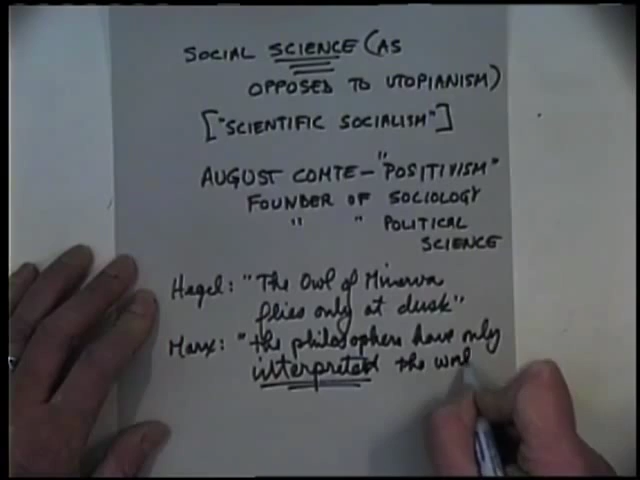 SOCIAL SCIENCE (AS
OPPOSED TO UTOPIANISM)
["SCIENTIFIC SOCIALISM"]
AUGUST COMTE - "POSITIVISM"
FOUNDER OF SOCIOLOGY
" " POLITICAL
SCIENCE
Hegel: "The Owl of Minerva
flies only at dusk"
Marx: "the philosophers have only
interpreted the worl